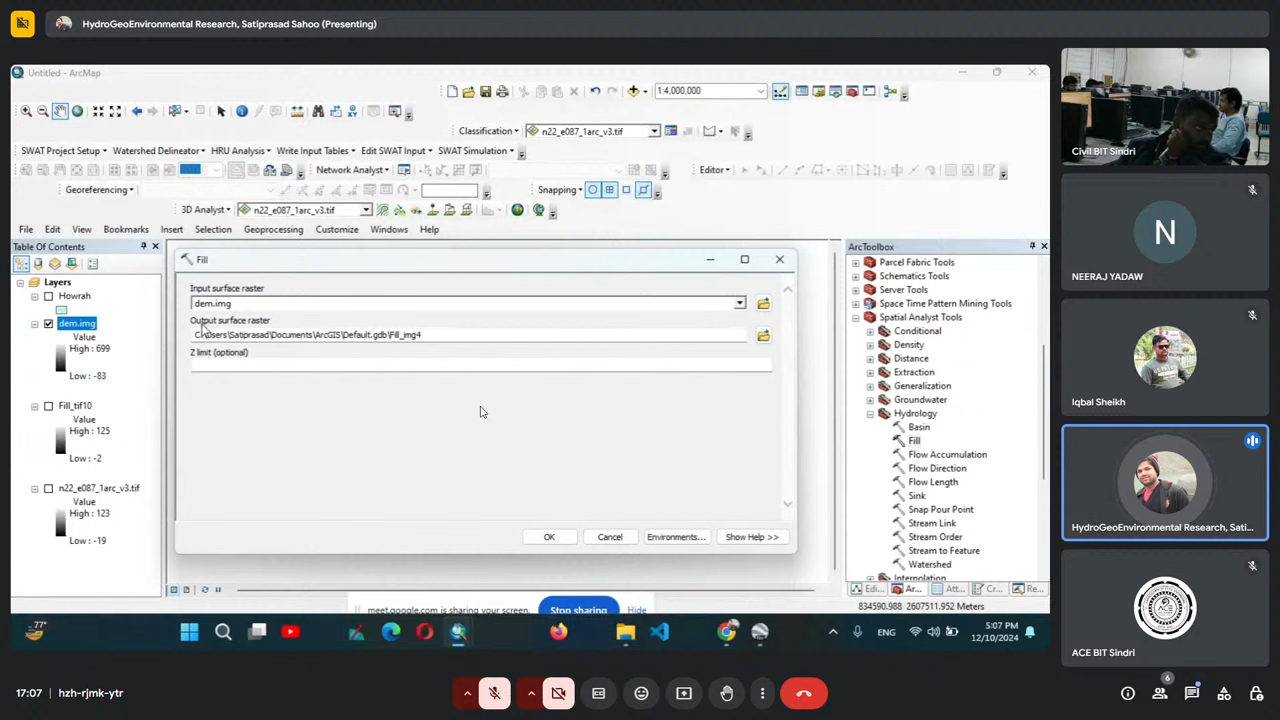 HydroGeoEnvironmental Research, Satiprasad Sahoo (Presenting)
Untitled - ArcMap
1:4,000,000
Classification
n22_e087_1arc_v3.tif
SWAT Project Setup
Watershed Delineator
HRU Analysis
Write Input Tables
Edit SWAT Input
SWAT Simulation
Network Analyst
Editor
Georeferencing
Snapping
3D Analyst
n22_e087_1arc_v3.tif
File Edit View Bookmarks Insert Selection Geoprocessing Customize Windows Help
Table Of Contents
Layers
Howrah
dem.img
Value
High : 699
Low : -83
Fill_tif10
Value
High : 125
Low : -2
n22_e087_1arc_v3.tif
Value
High : 123
Low : -19
Fill
Input surface raster
dem.img
Output surface raster
C:\Users\Satiprasad\Documents\ArcGIS\Default.gdb\Fill_img4
Z limit (optional)
OK
Cancel
Environments...
Show Help >>
ArcToolbox
Parcel Fabric Tools
Schematics Tools
Server Tools
Space Time Pattern Mining Tools
Spatial Analyst Tools
Conditional
Density
Distance
Extraction
Generalization
Groundwater
Hydrology
Basin
Fill
Flow Accumulation
Flow Direction
Flow Length
Sink
Snap Pour Point
Stream Link
Stream Order
Stream to Feature
Watershed
Interpolation
Edi...
Ar...
Att...
Cr...
Re...
834590.988 2607511.952 Meters
meet.google.com is sharing your screen.
Stop sharing
Hide
77°
ENG
5:07 PM
12/10/2024
Civil BIT Sindri
N
NEERAJ YADAW
Iqbal Sheikh
HydroGeoEnvironmental Research, Sati...
ACE BIT Sindri
17:07
hzh-rjmk-ytr
6